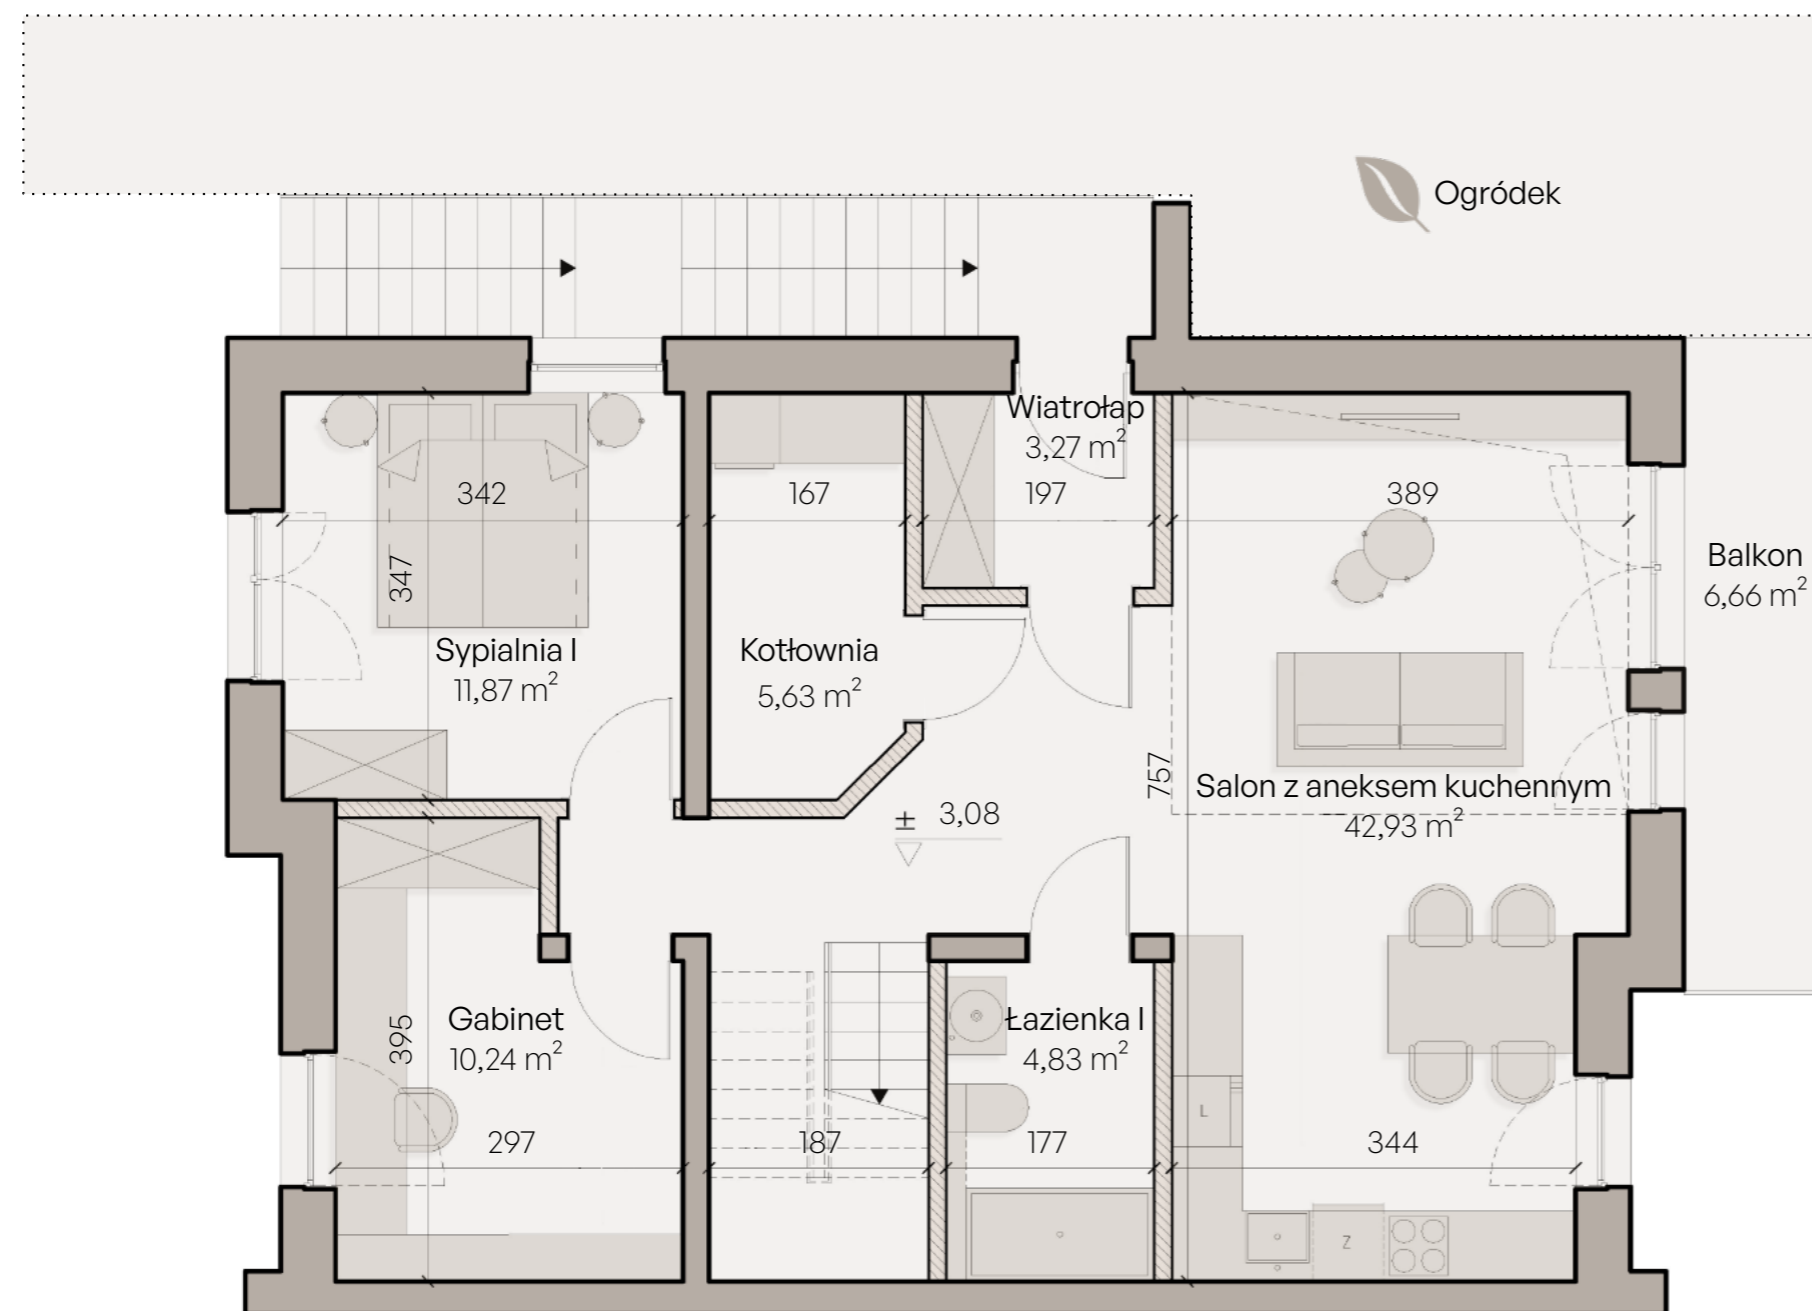 Ogródek
Wiatrołap
3,27 m²
342
167
197
389
347
Balkon
6,66 m²
Sypialnia I
11,87 m²
Kotłownia
5,63 m²
757
Salon z aneksem kuchennym
42,93 m²
± 3,08
Gabinet
10,24 m²
395
Łazienka I
4,83 m²
L
297
187
177
344
Z